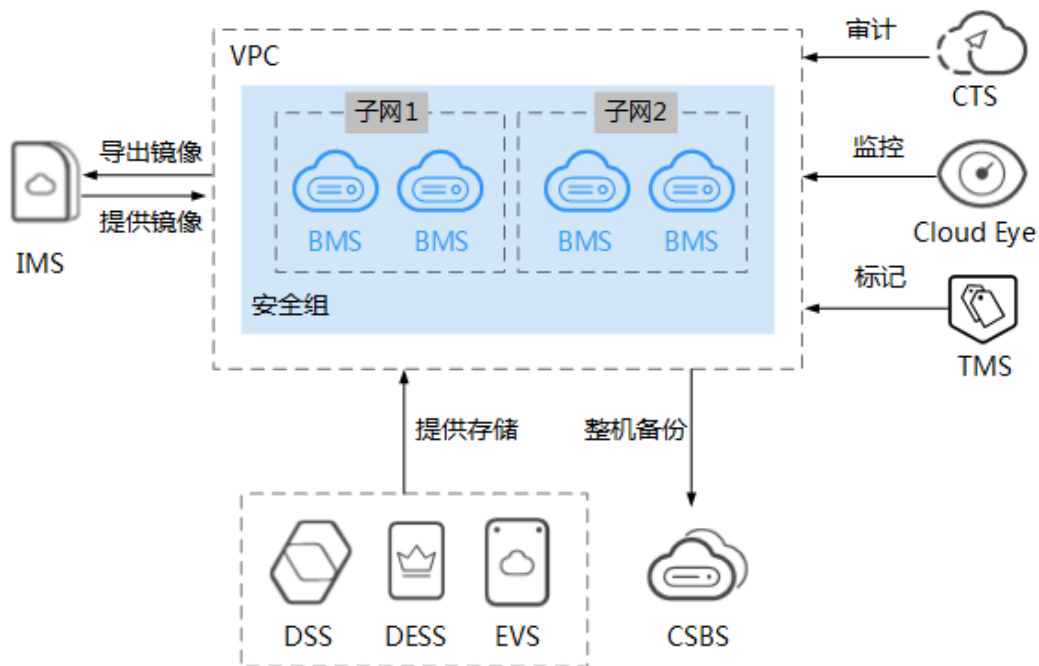 审计
VPC
CTS
子网1
子网2
导出镜像
监控
提供镜像
BMS
BMS
BMS
BMS
Cloud Eye
IMS
标记
安全组
TMS
提供存储
整机备份
DSS
DESS
EVS
CSBS